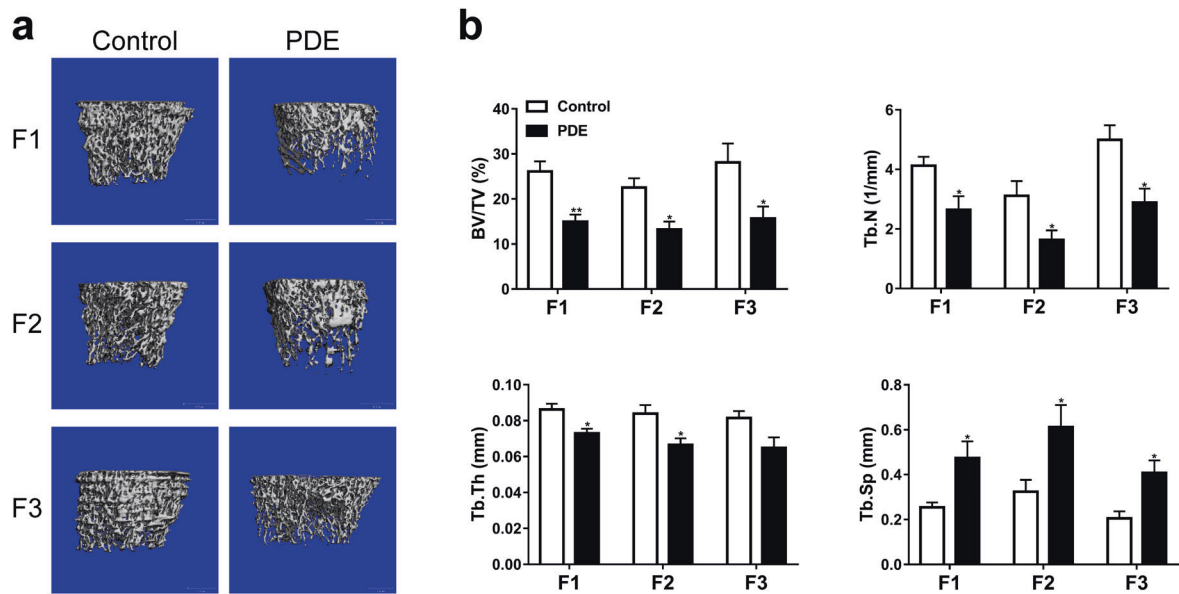 a
Control PDE
F1
F2
F3
b
Control
PDE
BV/TV (%)
40
30
20
10
0
F1 F2 F3
Tb.N (1/mm)
6
4
2
0
** * *
* * *
F1 F2 F3
Tb.Th (mm)
0.10
0.08
0.06
0.04
0.02
0.00
* *
F1 F2 F3
Tb.Sp (mm)
0.8
0.6
0.4
0.2
0.0
* * *
F1 F2 F3